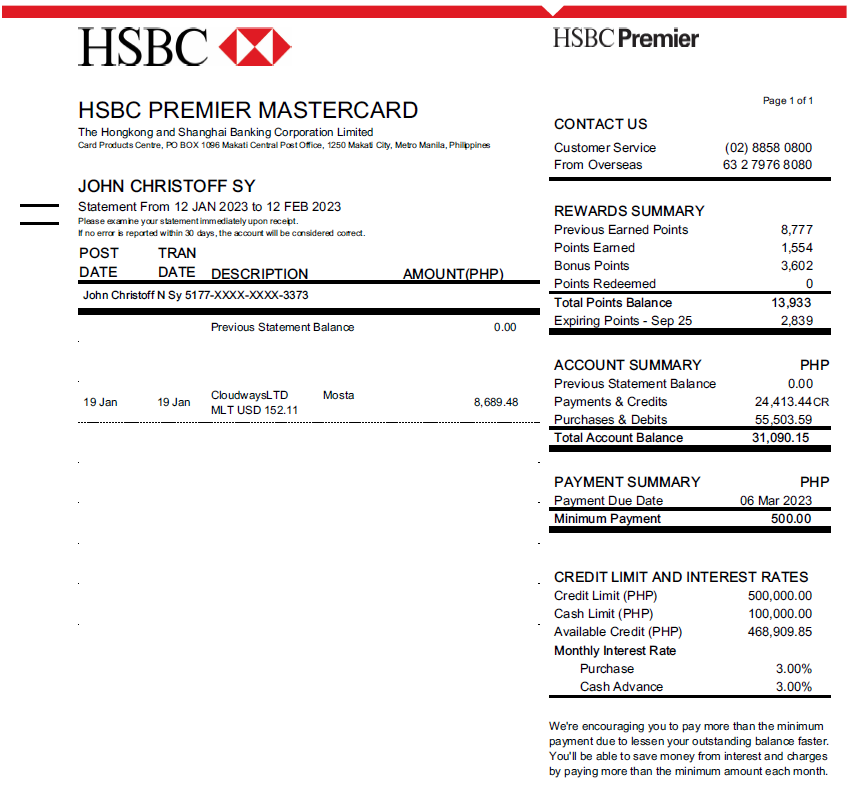 HSBC
HSBC Premier
Page 1 of 1
HSBC PREMIER MASTERCARD
The Hongkong and Shanghai Banking Corporation Limited
Card Products Centre, PO BOX 1096 Makati Central Post Office, 1250 Makati City, Metro Manila, Philippines
JOHN CHRISTOFF SY
Statement From 12 JAN 2023 to 12 FEB 2023
Please examine your statement immediately upon receipt.
If no error is reported within 30 days, the account will be considered correct.
POST TRAN
DATE DATE DESCRIPTION AMOUNT(PHP)
John Christoff N Sy 5177-XXXX-XXXX-3373
Previous Statement Balance 0.00
19 Jan 19 Jan CloudwaysLTD Mosta 8,689.48
MLT USD 152.11
CONTACT US
Customer Service (02) 8858 0800
From Overseas 63 2 7976 8080
REWARDS SUMMARY
Previous Earned Points 8,777
Points Earned 1,554
Bonus Points 3,602
Points Redeemed 0
Total Points Balance 13,933
Expiring Points - Sep 25 2,839
ACCOUNT SUMMARY PHP
Previous Statement Balance 0.00
Payments & Credits 24,413.44CR
Purchases & Debits 55,503.59
Total Account Balance 31,090.15
PAYMENT SUMMARY PHP
Payment Due Date 06 Mar 2023
Minimum Payment 500.00
CREDIT LIMIT AND INTEREST RATES
Credit Limit (PHP) 500,000.00
Cash Limit (PHP) 100,000.00
Available Credit (PHP) 468,909.85
Monthly Interest Rate
Purchase 3.00%
Cash Advance 3.00%
We're encouraging you to pay more than the minimum
payment due to lessen your outstanding balance faster.
You'll be able to save money from interest and charges
by paying more than the minimum amount each month.